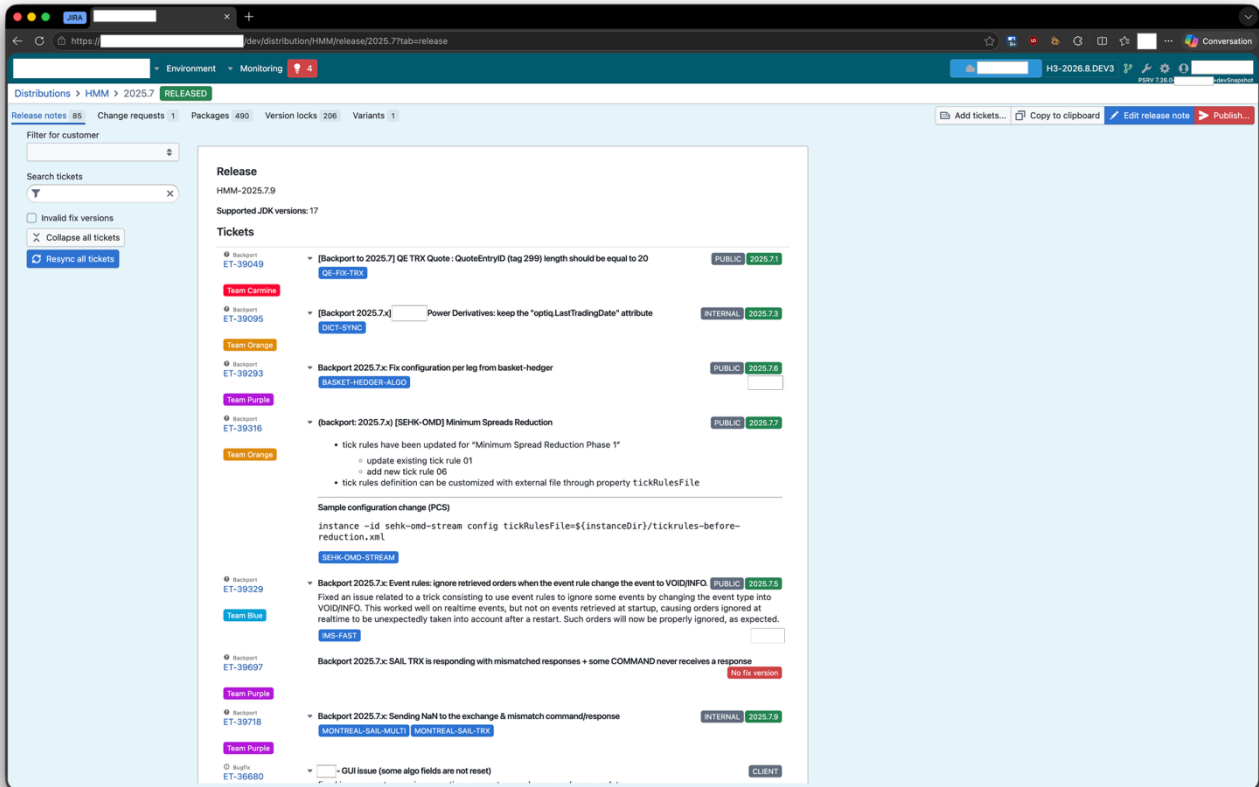 JIRA
https://
/dev/distribution/HMM/release/2025.7?tab=release
Conversation
Environment
Monitoring
4
H3-2026.8.DEV3
PSRV 7.26.0-
+devSnapshot
Distributions > HMM > 2025.7 RELEASED
Release notes 85 Change requests 1 Packages 490 Version locks 206 Variants 1
Add tickets... Copy to clipboard Edit release note Publish...
Filter for customer
Search tickets
Invalid fix versions
Collapse all tickets
Resync all tickets
Release
HMM-2025.7.9
Supported JDK versions: 17
Tickets
Backport
ET-39049
Team Carmine
[Backport to 2025.7] QE TRX Quote : QuoteEntryID (tag 299) length should be equal to 20
PUBLIC 2025.7.1
QE-FIX-TRX
Backport
ET-39095
Team Orange
[Backport 2025.7.x] Power Derivatives: keep the "optiq.LastTradingDate" attribute
INTERNAL 2025.7.3
DICT-SYNC
Backport
ET-39293
Team Purple
Backport 2025.7.x: Fix configuration per leg from basket-hedger
PUBLIC 2025.7.6
BASKET-HEDGER-ALGO
Backport
ET-39316
Team Orange
(backport: 2025.7.x) [SEHK-OMD] Minimum Spreads Reduction
PUBLIC 2025.7.7
• tick rules have been updated for “Minimum Spread Reduction Phase 1”
◦ update existing tick rule 01
◦ add new tick rule 06
• tick rules definition can be customized with external file through property tickRulesFile
Sample configuration change (PCS)
instance -id sehk-omd-stream config tickRulesFile=${instanceDir}/tickrules-before-
reduction.xml
SEHK-OMD-STREAM
Backport
ET-39329
Team Blue
Backport 2025.7.x: Event rules: ignore retrieved orders when the event rule change the event to VOID/INFO.
PUBLIC 2025.7.5
Fixed an issue related to a trick consisting to use event rules to ignore some events by changing the event type into
VOID/INFO. This worked well on realtime events, but not on events retrieved at startup, causing orders ignored at
realtime to be unexpectedly taken into account after a restart. Such orders will now be properly ignored, as expected.
IMS-FAST
Backport
ET-39697
Team Purple
Backport 2025.7.x: SAIL TRX is responding with mismatched responses + some COMMAND never receives a response
No fix version
Backport
ET-39718
Team Purple
Backport 2025.7.x: Sending NaN to the exchange & mismatch command/response
INTERNAL 2025.7.9
MONTREAL-SAIL-MULTI MONTREAL-SAIL-TRX
Bugfix
ET-36680
- GUI issue (some algo fields are not reset)
CLIENT